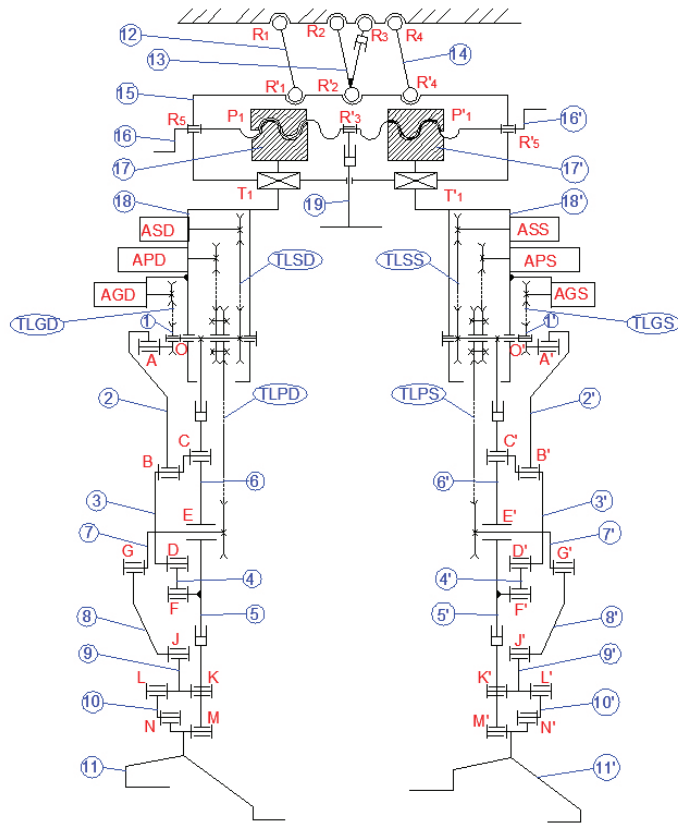 12 R1 R2 R3 R4
13 14
15 R'1 R'2 R'4
16 R5 P1 R'3 P'1 16'
17 R'5 17'
T1 T'1
18 19 18'
ASD ASS
APD TLSD TLSS APS
AGD AGS
TLGD 1 1' TLGS
A O O' A'
2 TLPD TLPS 2'
C C'
B B'
3 6 6' 3'
7 E E' 7'
G D D' G'
4 4'
F F'
8 5 5' 8'
9 J J' 9'
L K K' L'
10 10'
N M M' N'
11 11'